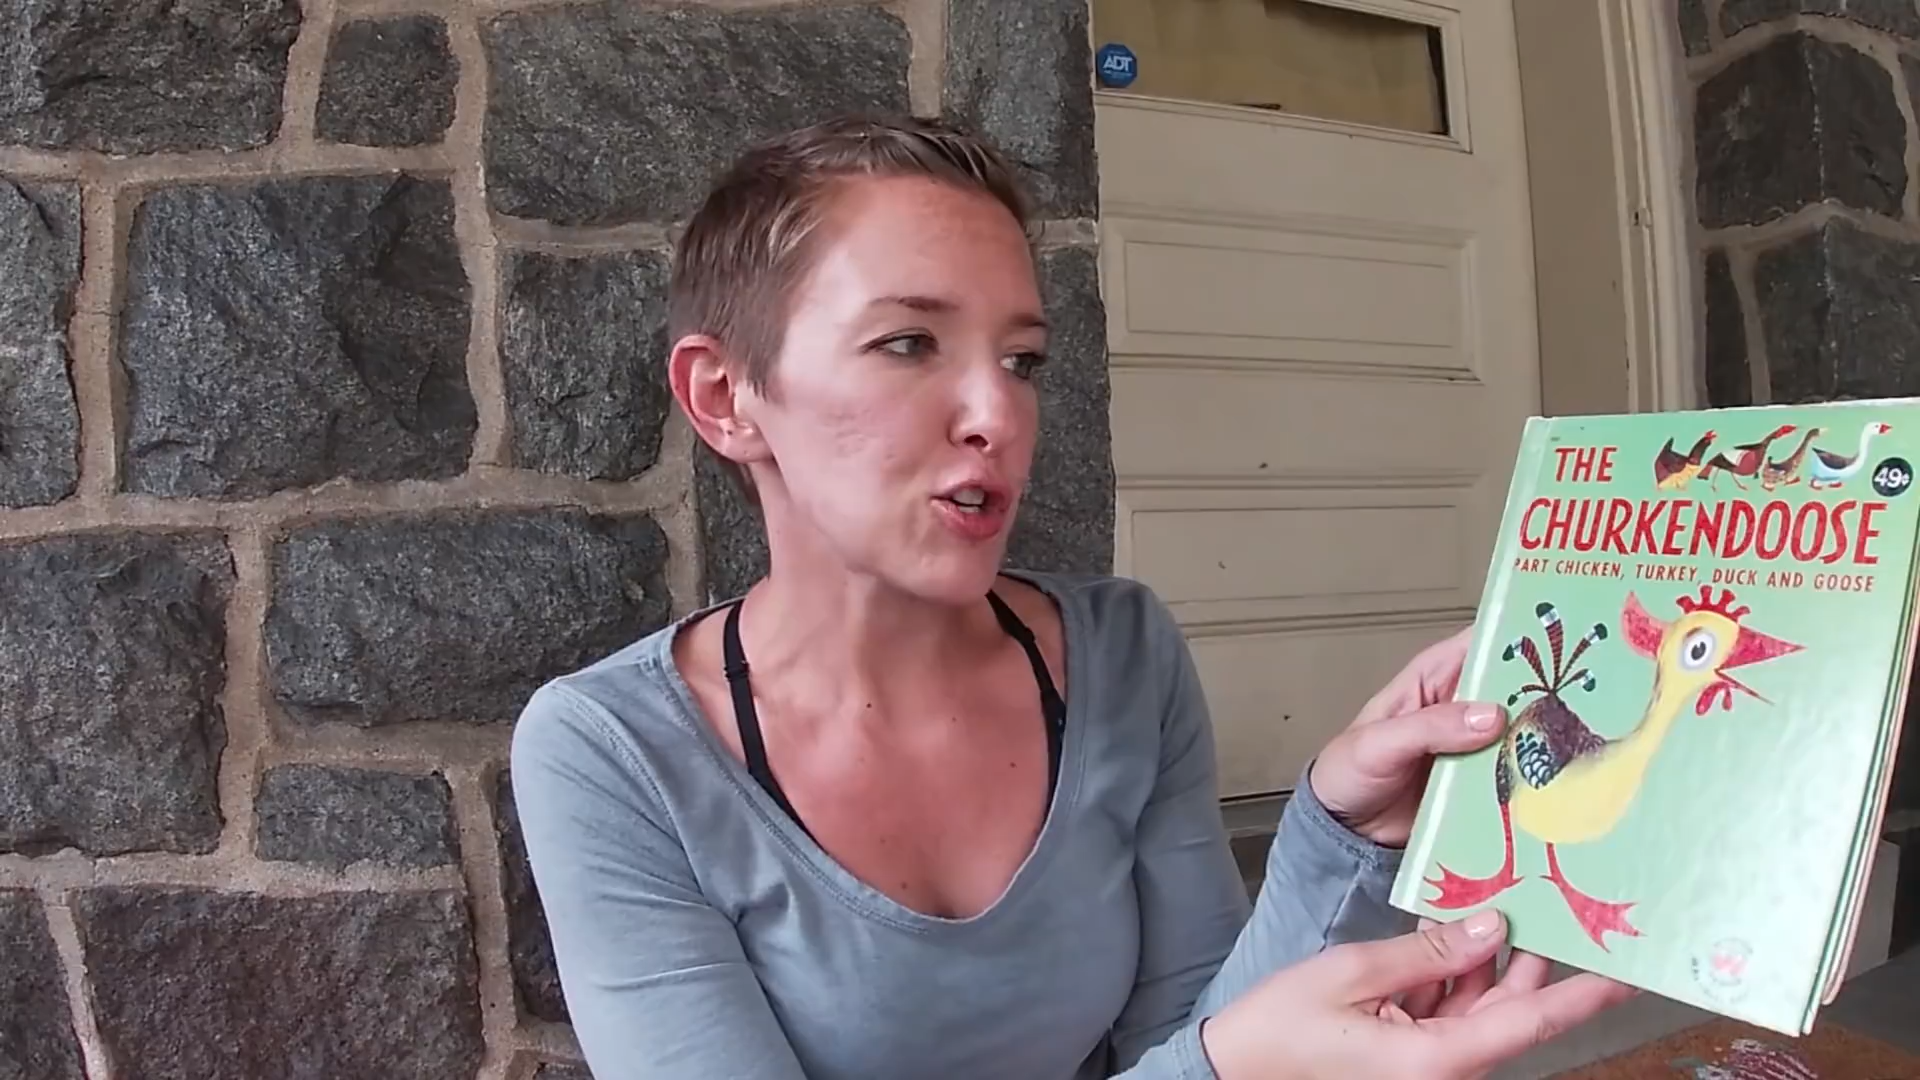 ADT
THE
49¢
CHURKENDOOSE
PART CHICKEN, TURKEY, DUCK AND GOOSE